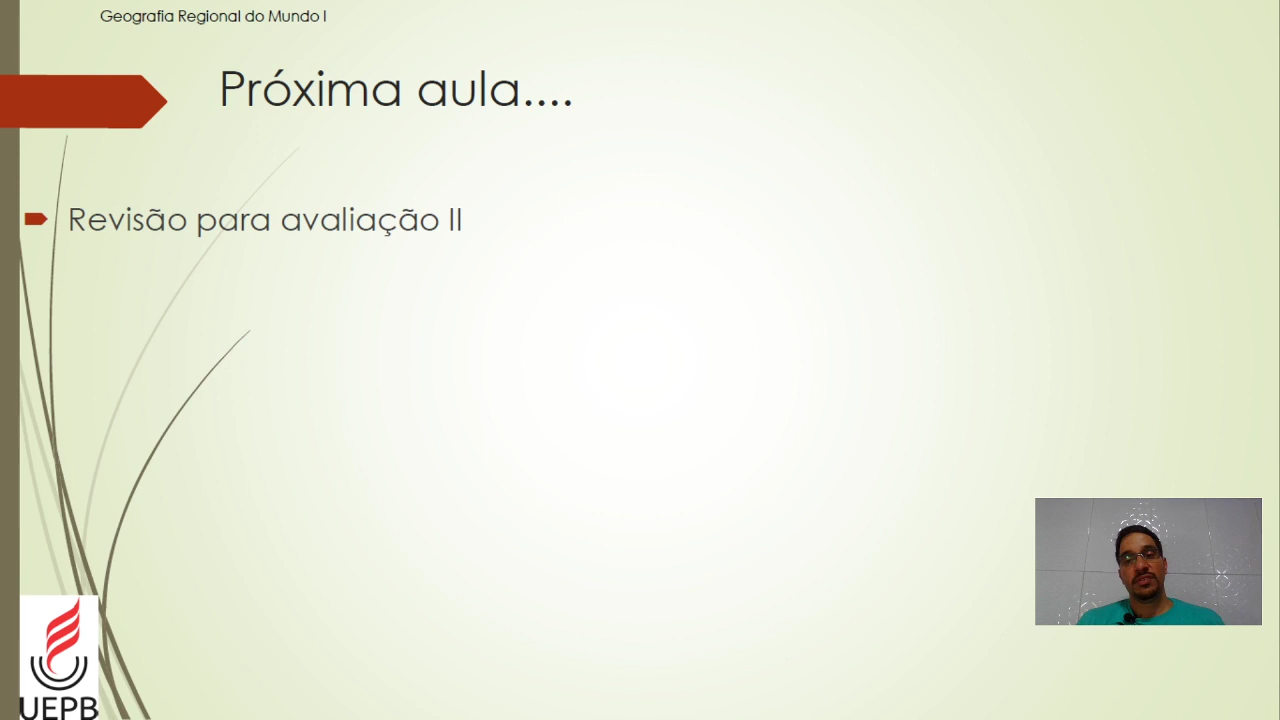 Geografia Regional do Mundo I
Próxima aula....
Revisão para avaliação II
UEPB